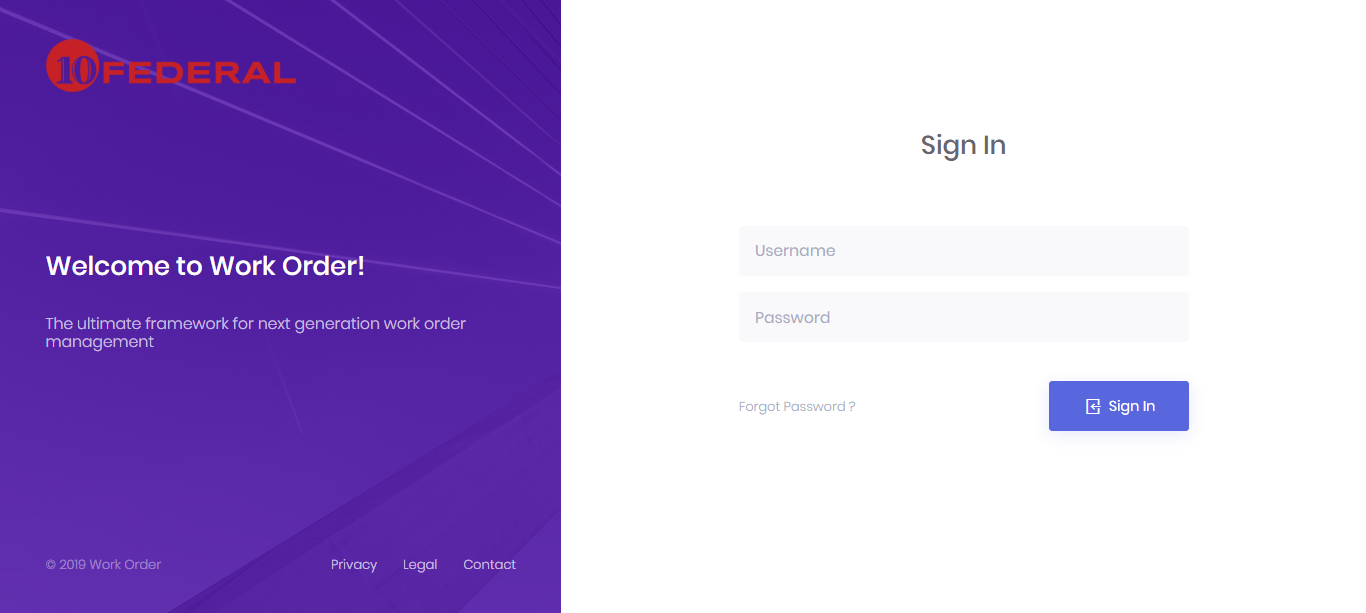 10 FEDERAL
Welcome to Work Order!
The ultimate framework for next generation work order
management
© 2019 Work Order
Privacy
Legal
Contact
Sign In
Username
Password
Forgot Password ?
Sign In